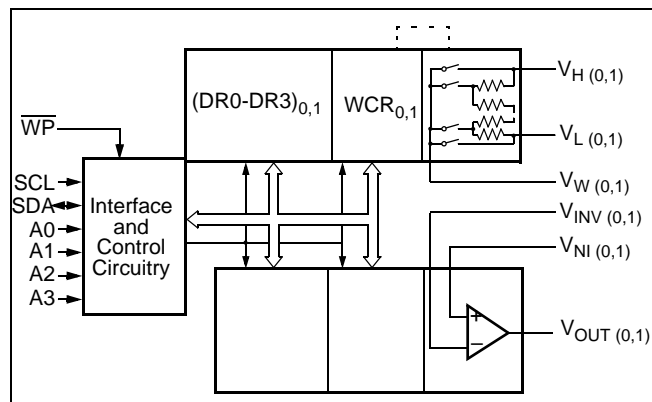 (DR0-DR3)0,1
WCR0,1
VH (0,1)
VL (0,1)
VW (0,1)
VINV (0,1)
VNI (0,1)
VOUT (0,1)
WP
SCL
SDA
A0
A1
A2
A3
Interface
and
Control
Circuitry
+
−